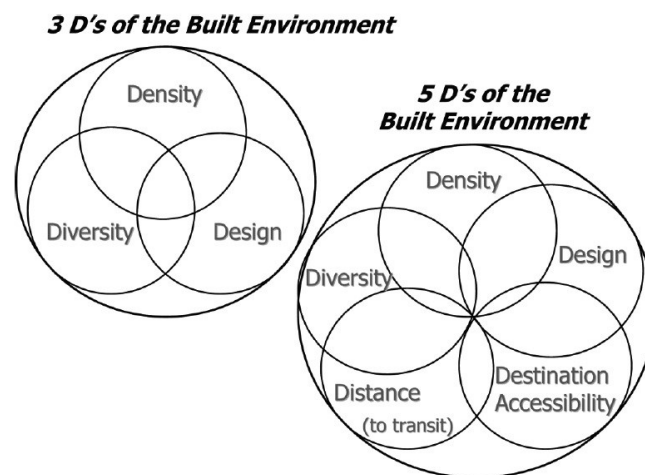 3 D's of the Built Environment
Density
Diversity
Design
5 D's of the
Built Environment
Density
Design
Diversity
Distance
(to transit)
Destination
Accessibility